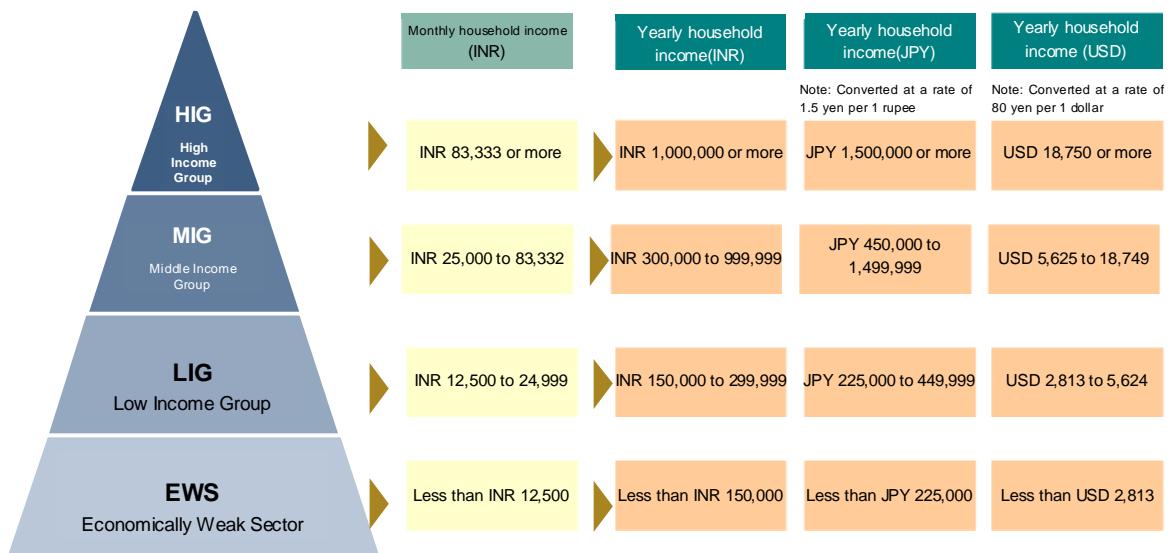 Monthly household income
(INR)
Yearly household
income(INR)
Yearly household
income(JPY)
Yearly household
income (USD)
Note: Converted at a rate of
1.5 yen per 1 rupee
Note: Converted at a rate of
80 yen per 1 dollar
HIG
High
Income
Group
INR 83,333 or more
INR 1,000,000 or more
JPY 1,500,000 or more
USD 18,750 or more
MIG
Middle Income
Group
INR 25,000 to 83,332
INR 300,000 to 999,999
JPY 450,000 to
1,499,999
USD 5,625 to 18,749
LIG
Low Income Group
INR 12,500 to 24,999
INR 150,000 to 299,999
JPY 225,000 to 449,999
USD 2,813 to 5,624
EWS
Economically Weak Sector
Less than INR 12,500
Less than INR 150,000
Less than JPY 225,000
Less than USD 2,813